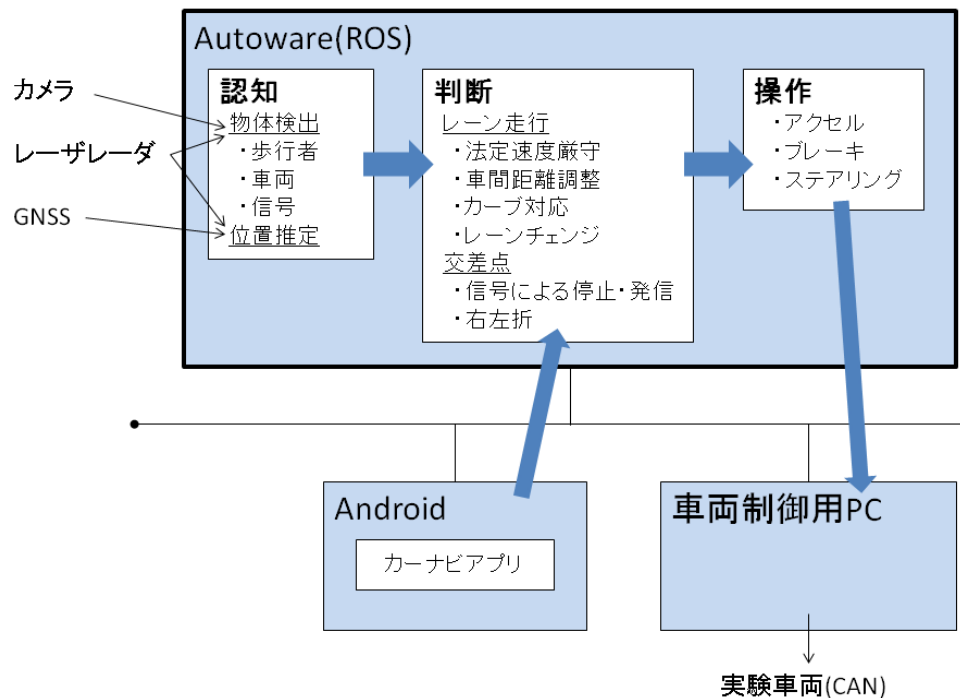 Autoware(ROS)
カメラ
レーザレーダ
GNSS
認知
物体検出
・歩行者
・車両
・信号
位置推定
判断
レーン走行
・法定速度厳守
・車間距離調整
・カーブ対応
・レーンチェンジ
交差点
・信号による停止・発信
・右左折
操作
・アクセル
・ブレーキ
・ステアリング
Android
カーナビアプリ
車両制御用PC
実験車両(CAN)